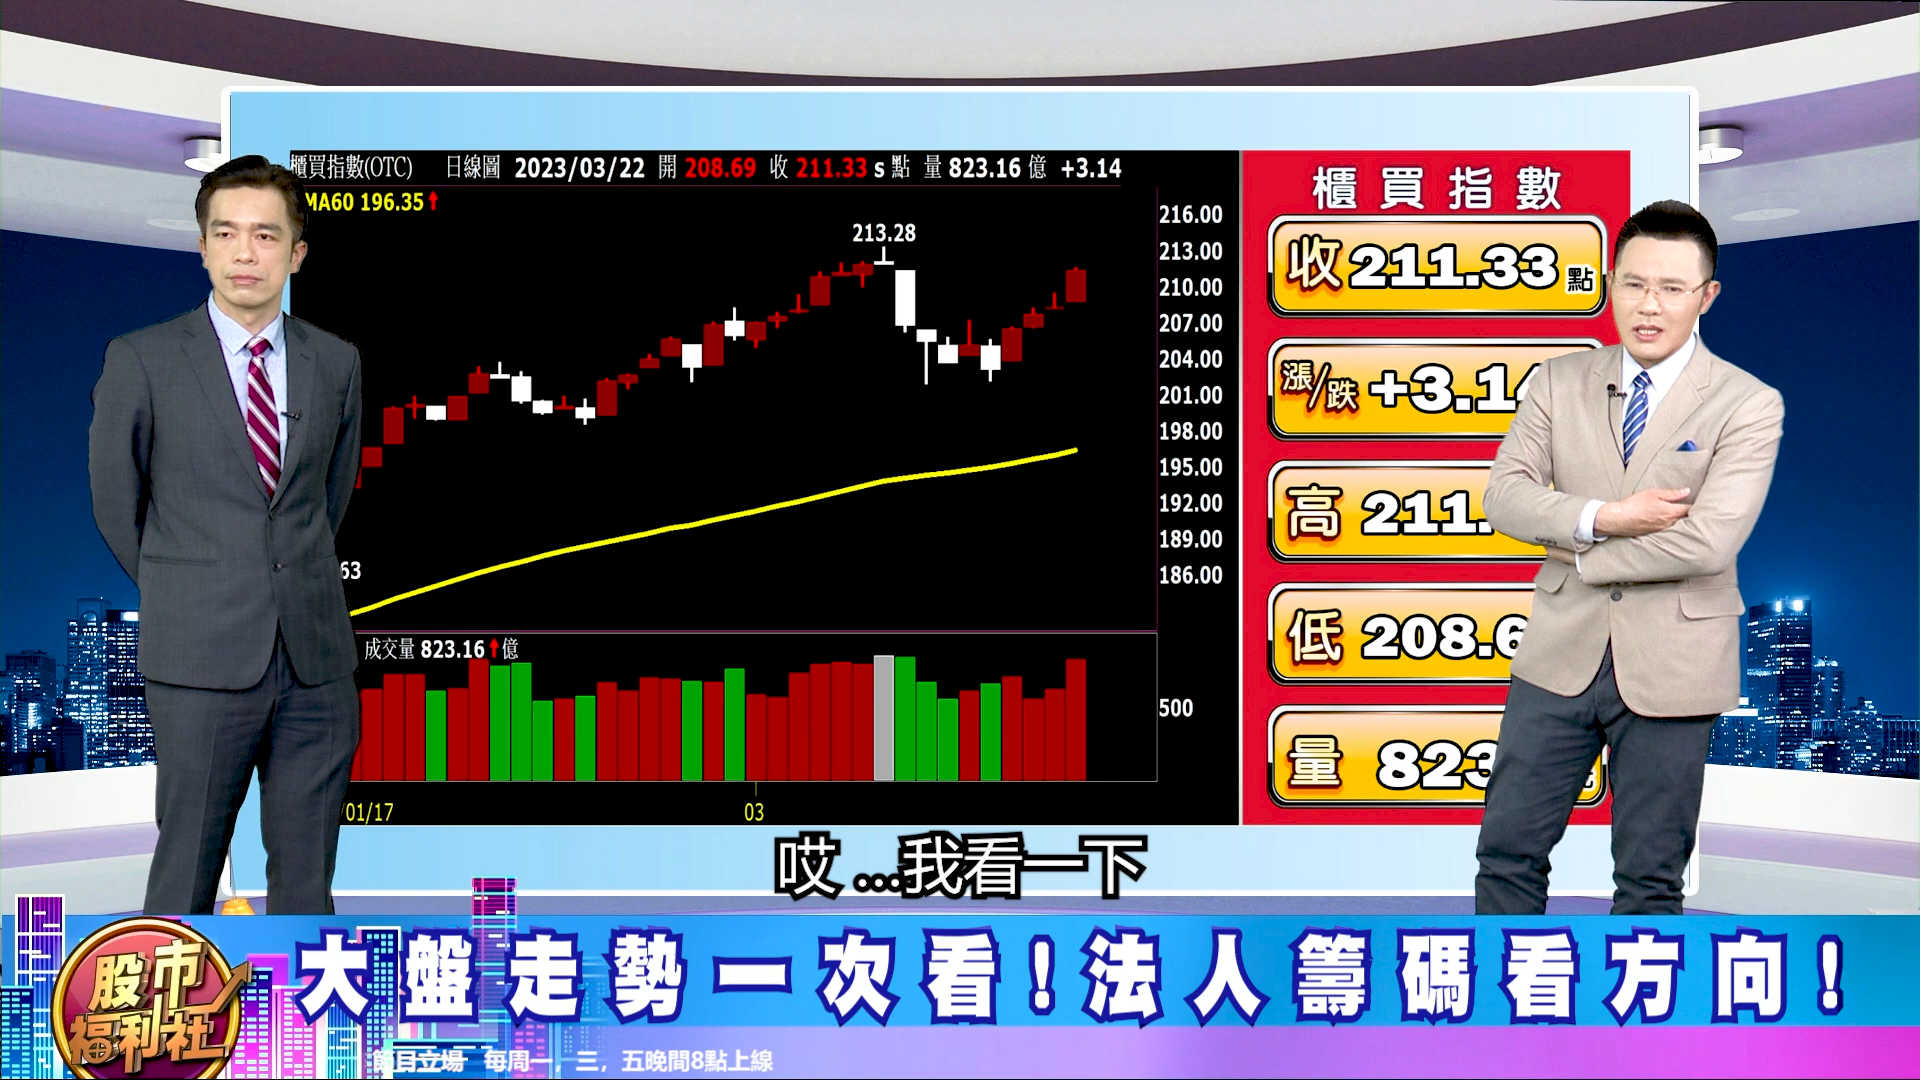 櫃買指數(OTC) 日線圖 2023/03/22 開 208.69 收 211.33 s 點 量 823.16 億 +3.14
MA60 196.35
213.28
216.00
213.00
210.00
207.00
204.00
201.00
198.00
195.00
192.00
189.00
186.00
63
成交量 823.16 億
500
/01/17
03
櫃買指數
收 211.33 點
漲/跌 +3.14
高 211.
低 208.6
量 823
哎 ...我看一下
大盤走勢一次看!法人籌碼看方向!
股市
福利社
節目立場 每周一,三,五晚間8點上線